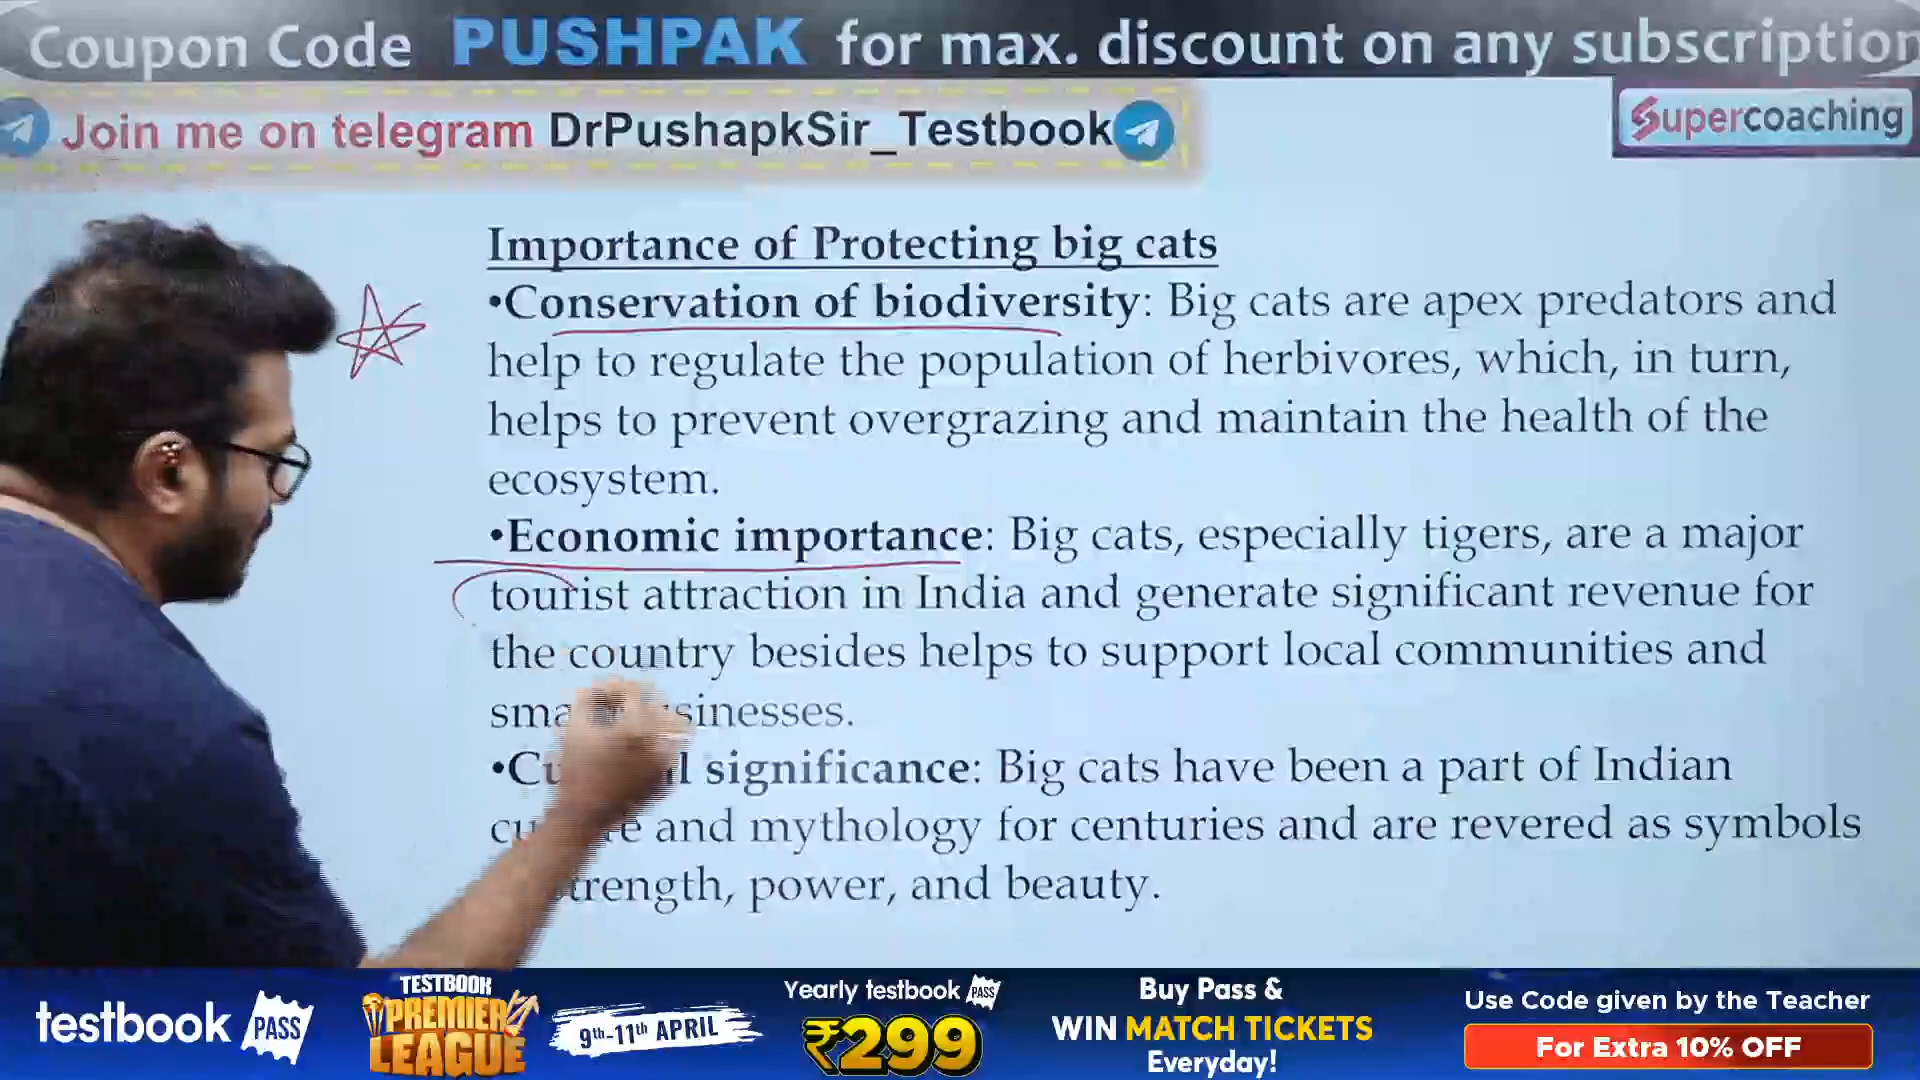 Coupon Code PUSHPAK for max. discount on any subscription
Join me on telegram DrPushapkSir_Testbook
Supercoaching
Importance of Protecting big cats
•Conservation of biodiversity: Big cats are apex predators and
help to regulate the population of herbivores, which, in turn,
helps to prevent overgrazing and maintain the health of the
ecosystem.
•Economic importance: Big cats, especially tigers, are a major
tourist attraction in India and generate significant revenue for
the country besides helps to support local communities and
•significance: Big cats have been a part of Indian
and mythology for centuries and are revered as symbols
power, and beauty.
testbook PASS
TESTBOOK
PREMIER
LEAGUE
9th-11th APRIL
Yearly testbook PASS
₹299
Buy Pass &
WIN MATCH TICKETS
Everyday!
Use Code given by the Teacher
For Extra 10% OFF